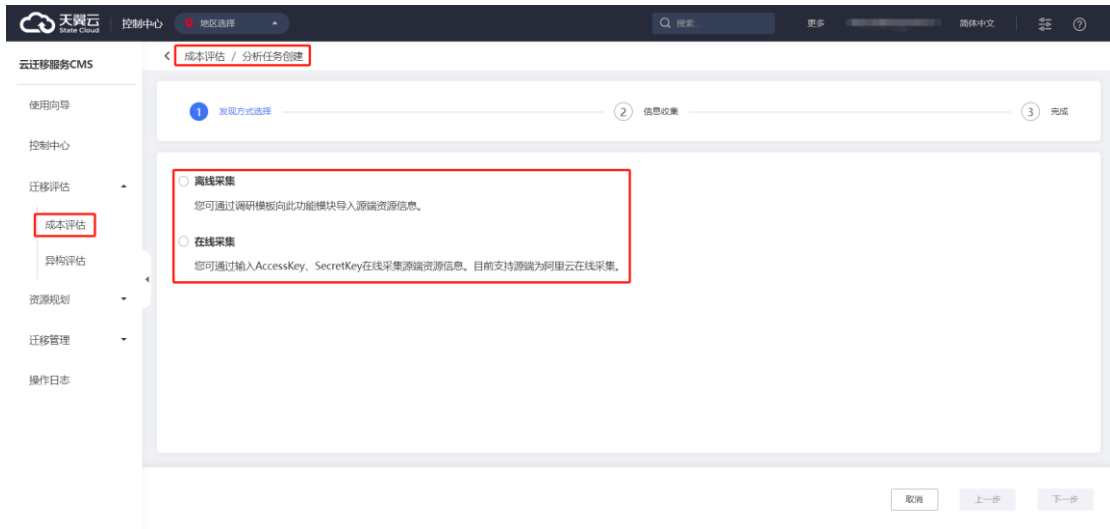 天翼云
State Cloud
控制中心
地区选择
搜索...
更多
简体中文
云迁移服务CMS
成本评估 / 分析任务创建
使用向导
控制中心
迁移评估
成本评估
异构评估
资源规划
迁移管理
操作日志
1 发现方式选择
2 信息收集
3 完成
离线采集
您可通过调研模板向此功能模块导入源端资源信息。
在线采集
您可通过输入AccessKey、SecretKey在线采集源端资源信息。目前支持源端为阿里云在线采集。
取消
上一步
下一步